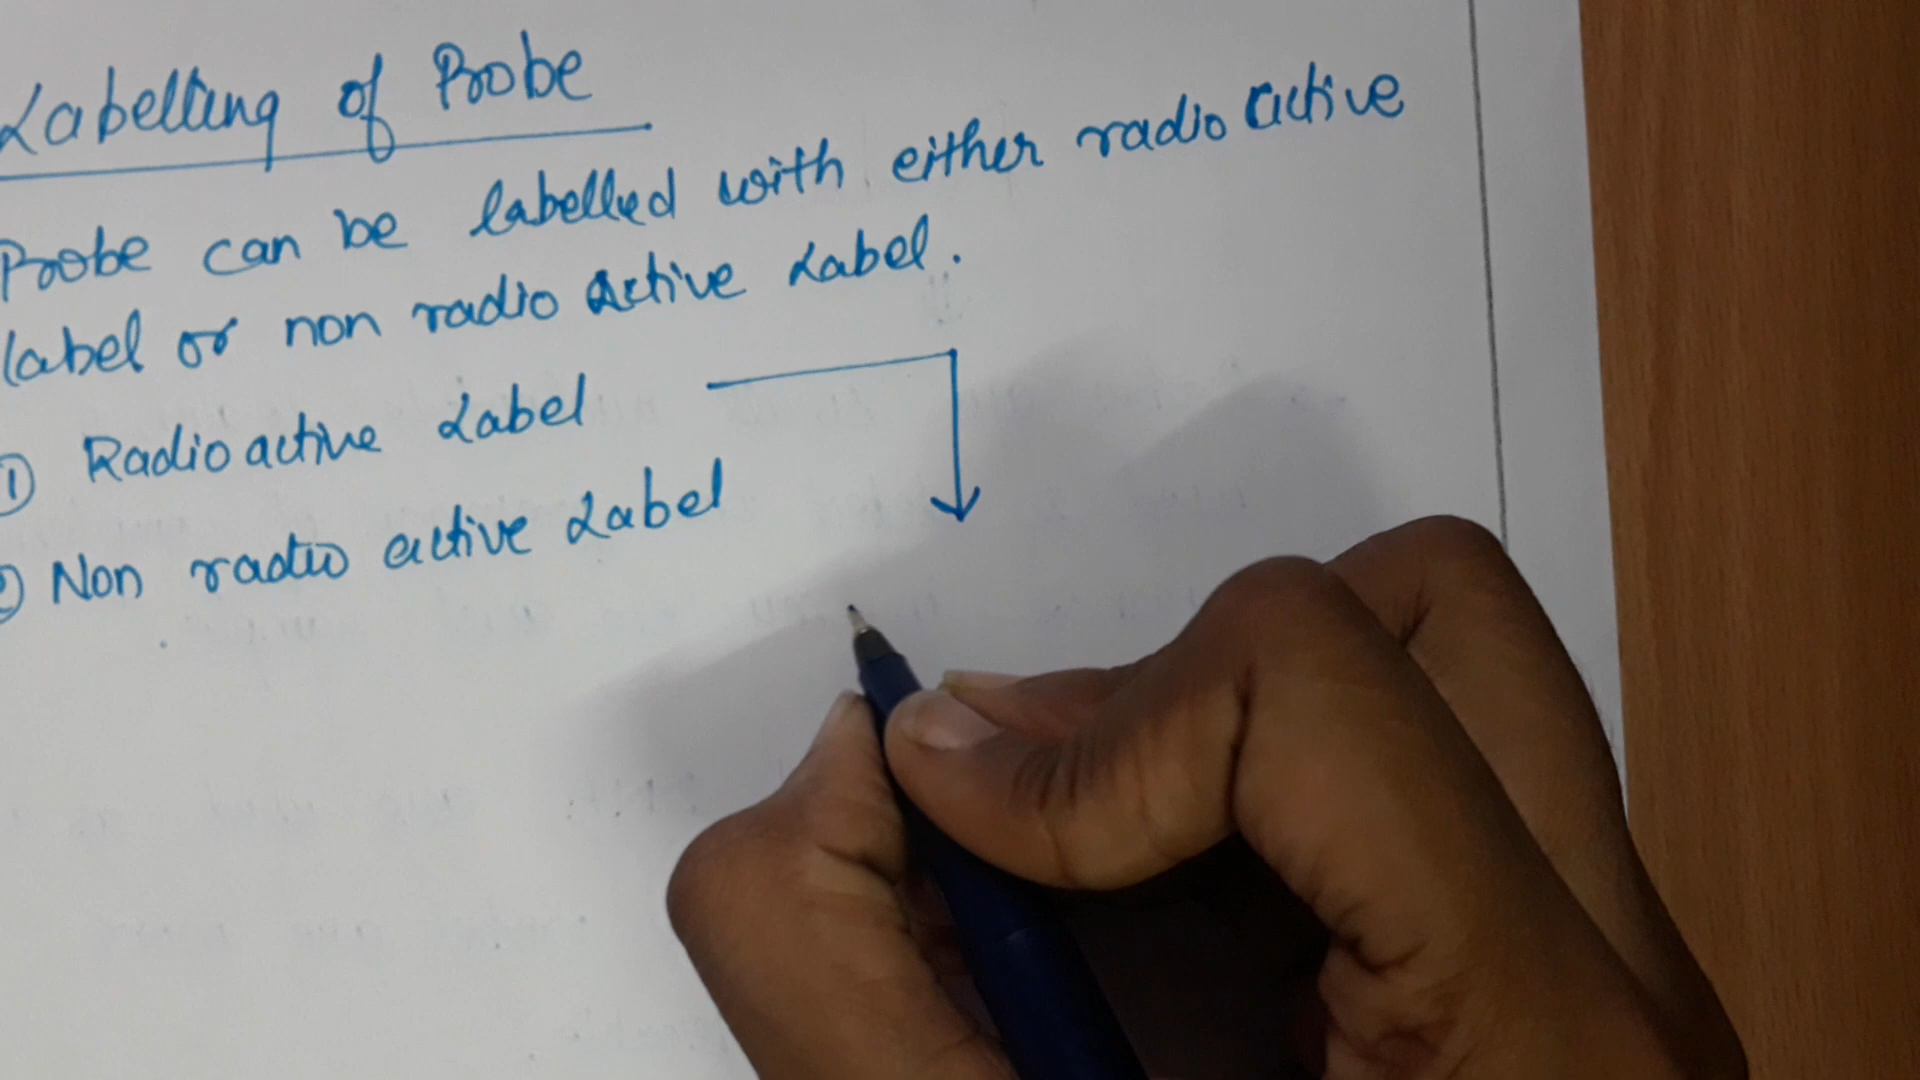 Labelling of Probe
Probe can be labelled with either radio active
label or non radio active Label.
① Radio active Label
② Non radio active Label